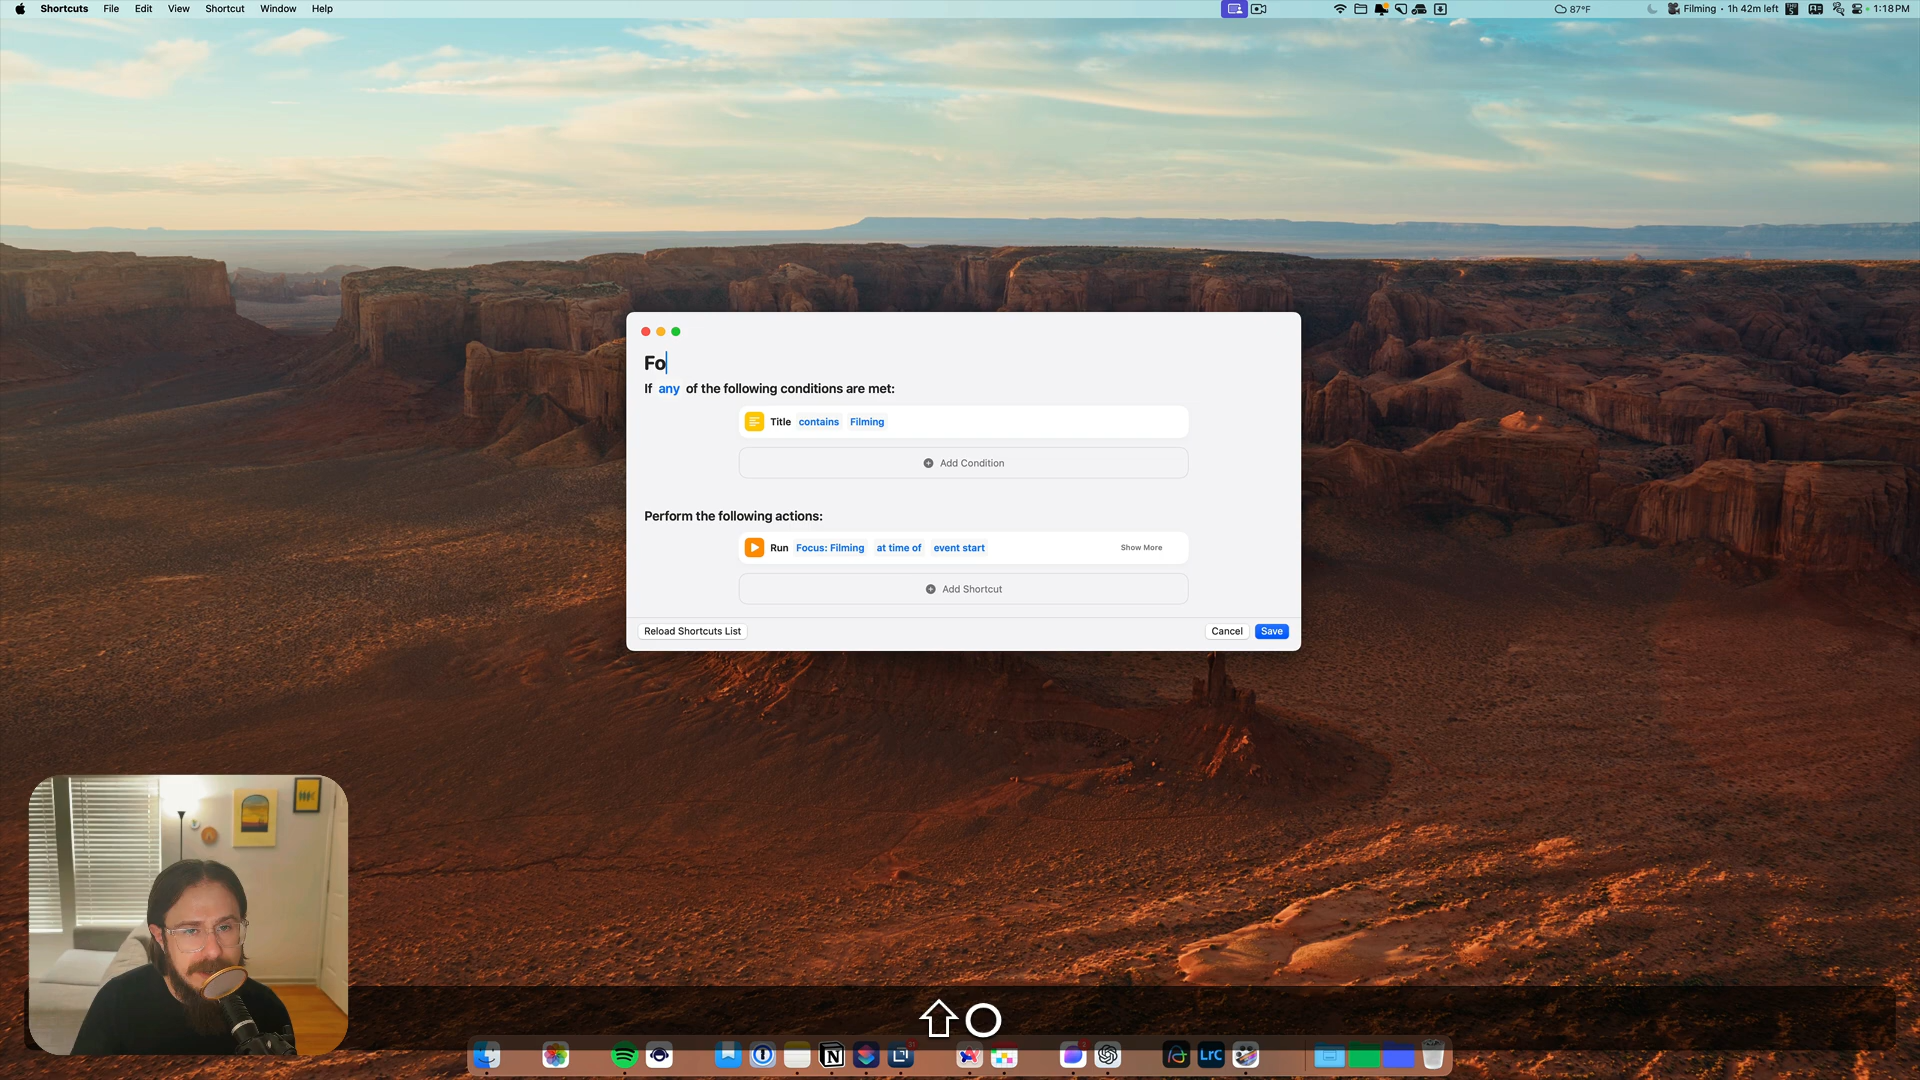 Shortcuts File Edit View Shortcut Window Help
87°F
Filming · 1h 42m left
1:18 PM
Fo
If any of the following conditions are met:
Title contains Filming
Add Condition
Perform the following actions:
Run Focus: Filming at time of event start
Show More
Add Shortcut
Reload Shortcuts List
Cancel
Save
⇧O
LrC